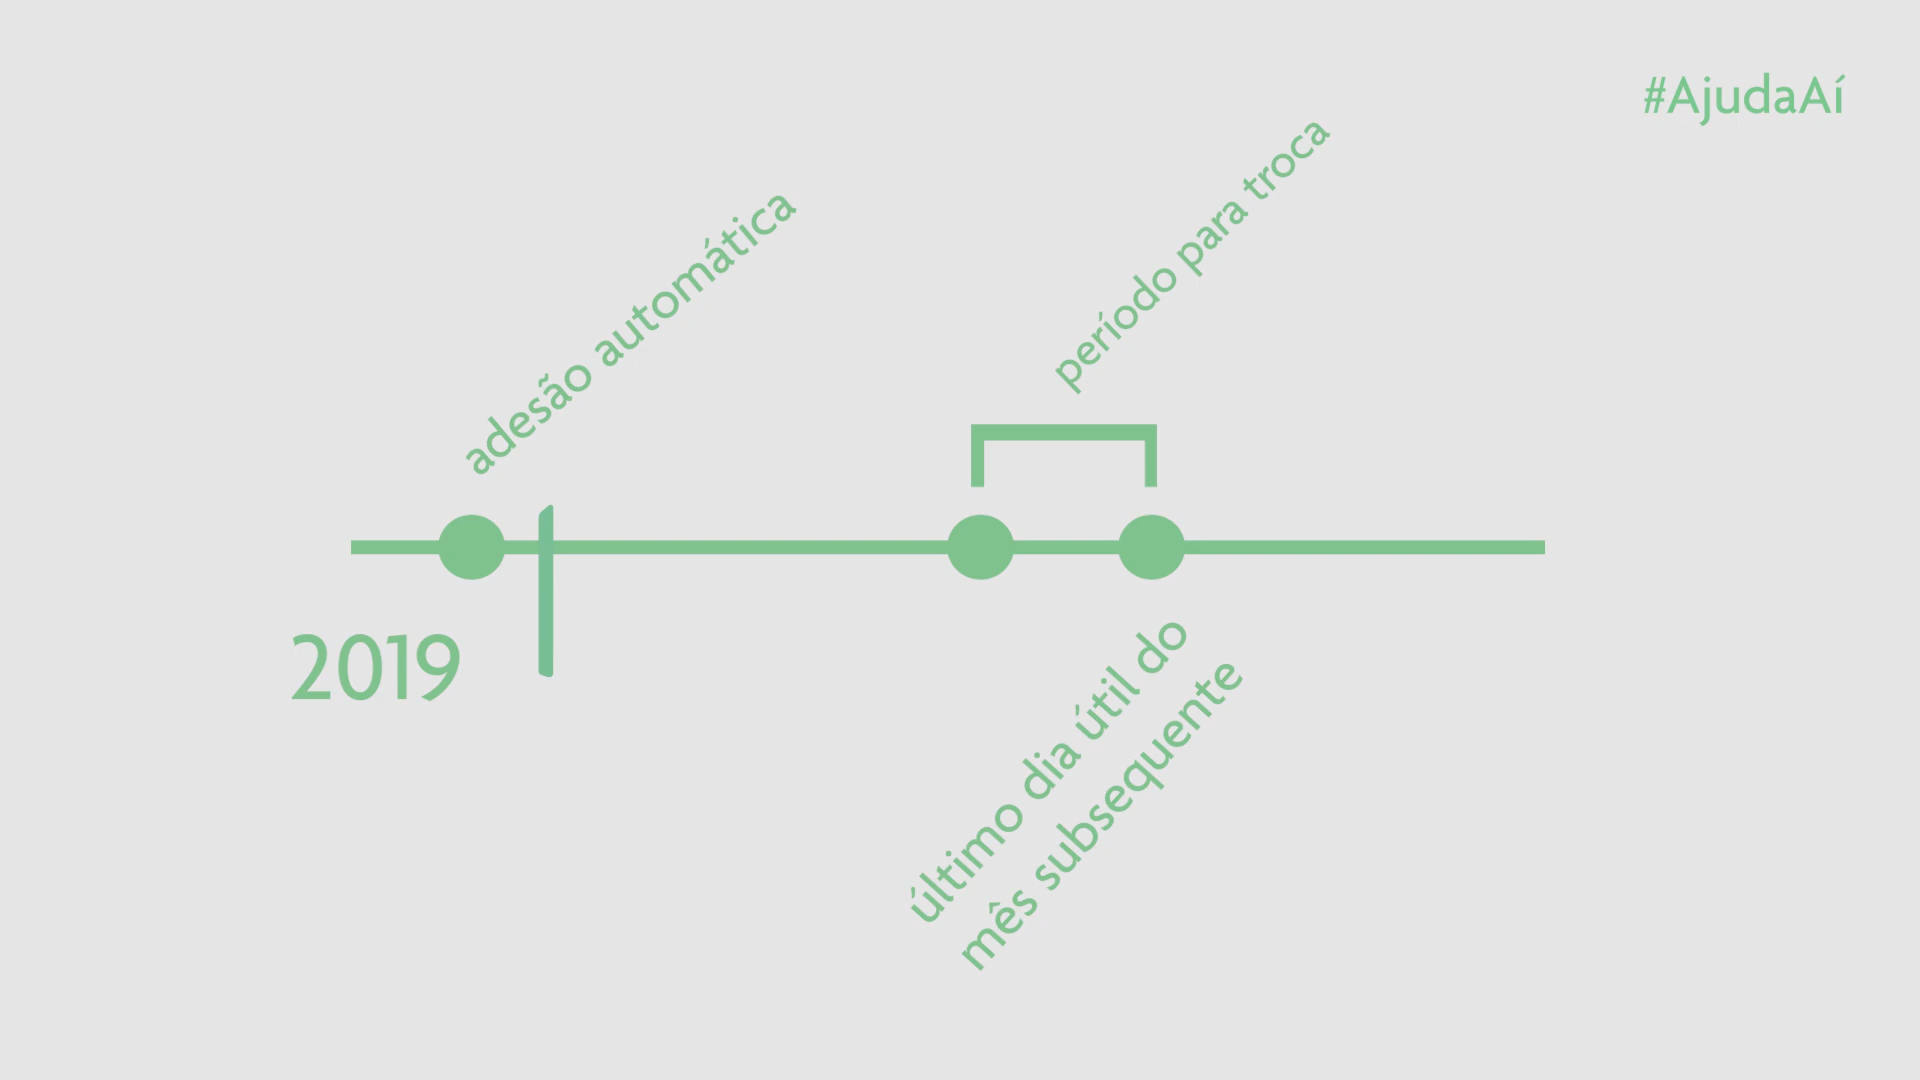 #AjudaAí
adesão automática
período para troca
2019
último dia útil do
mês subsequente